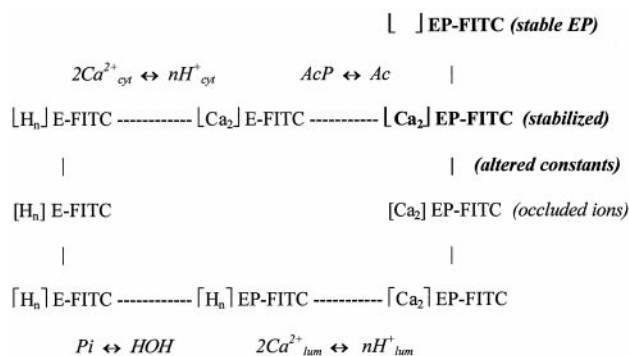 ⌊ ⌋ EP-FITC (stable EP)
2Ca²⁺cyt ↔ nH⁺cyt AcP ↔ Ac |
⌊Hₙ⌋ E-FITC ------------ ⌊Ca₂⌋ E-FITC ------------ ⌊Ca₂⌋ EP-FITC (stabilized)
| | (altered constants)
[Hₙ] E-FITC [Ca₂] EP-FITC (occluded ions)
| |
⌈Hₙ⌉ E-FITC ------------ ⌈Hₙ⌉ EP-FITC ------------ ⌈Ca₂⌉ EP-FITC
Pi ↔ HOH 2Ca²⁺lum ↔ nH⁺lum